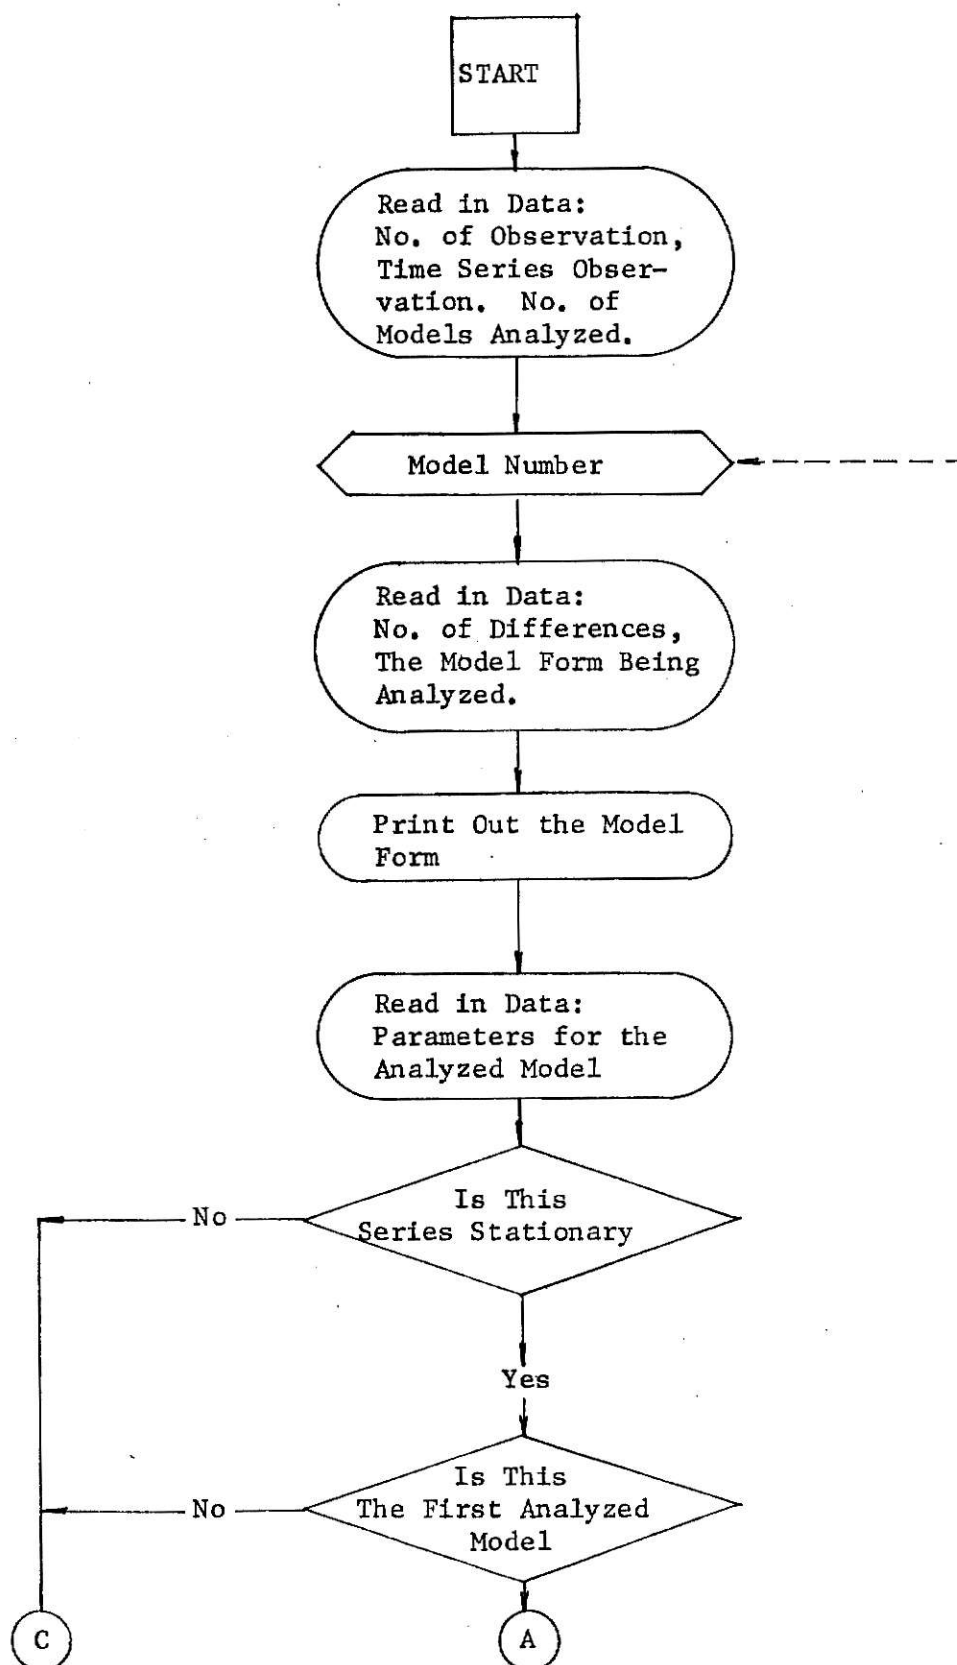 START
Read in Data:
No. of Observation,
Time Series Obser-
vation. No. of
Models Analyzed.
Model Number
Read in Data:
No. of Differences,
The Model Form Being
Analyzed.
Print Out the Model
Form
Read in Data:
Parameters for the
Analyzed Model
Is This
Series Stationary
No
Yes
Is This
The First Analyzed
Model
No
C
A